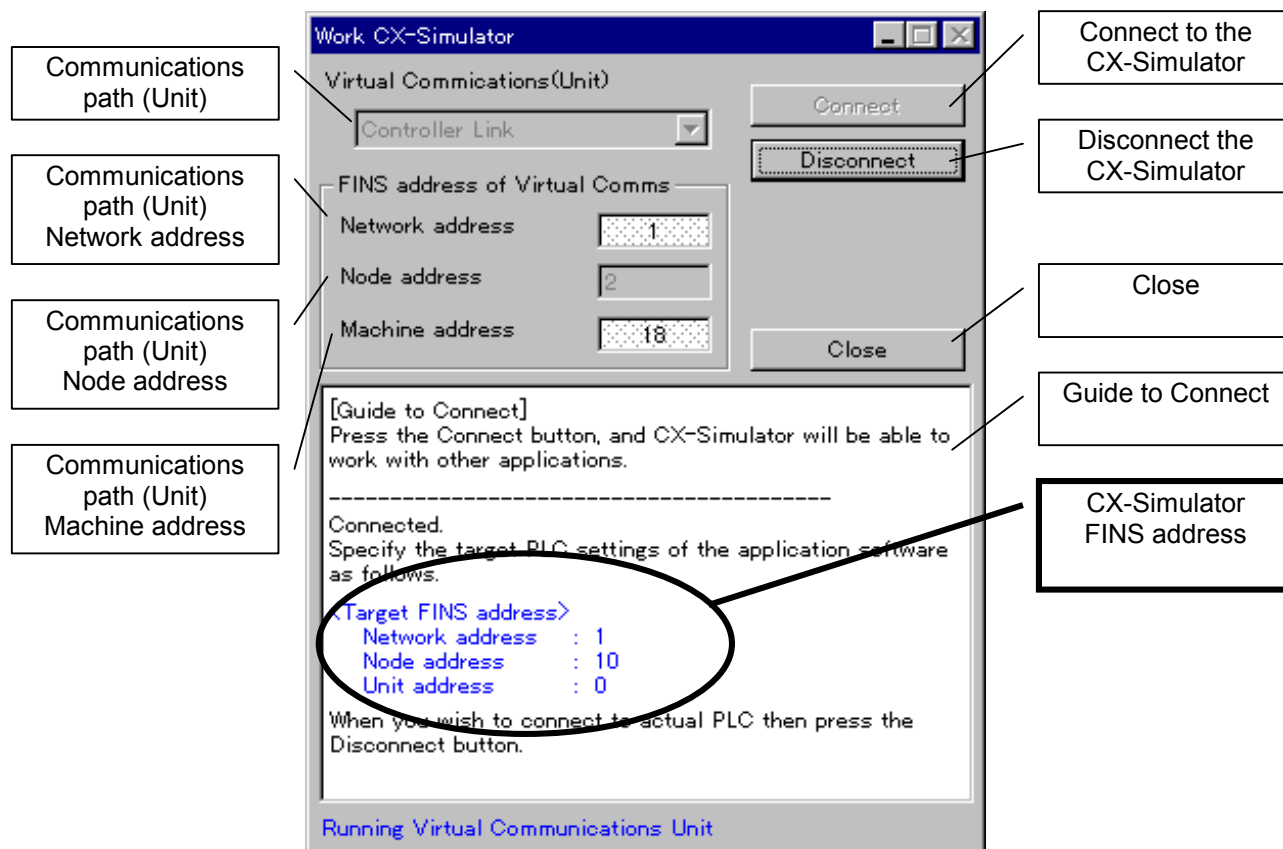 Communications
path (Unit)
Communications
path (Unit)
Network address
Communications
path (Unit)
Node address
Communications
path (Unit)
Machine address
Work CX-Simulator
Virtual Commications(Unit)
Controller Link
Connect
Disconnect
FINS address of Virtual Comms
Network address 1
Node address 2
Machine address 18
Close
[Guide to Connect]
Press the Connect button, and CX-Simulator will be able to
work with other applications.
-----------------------------------------
Connected.
Specify the target PLC settings of the application software
as follows.
<Target FINS address>
Network address : 1
Node address : 10
Unit address : 0
When you wish to connect to actual PLC then press the
Disconnect button.
Running Virtual Communications Unit
Connect to the
CX-Simulator
Disconnect the
CX-Simulator
Close
Guide to Connect
CX-Simulator
FINS address